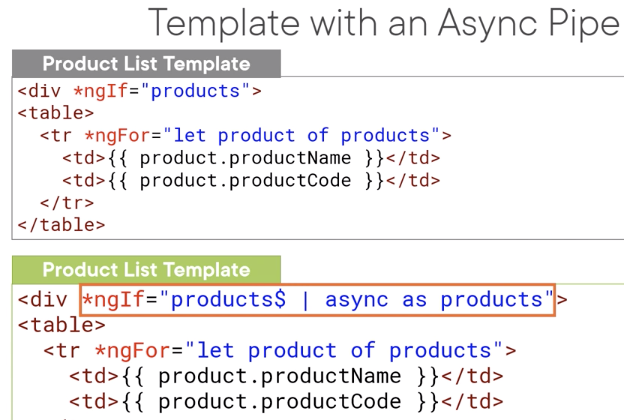 Template with an Async Pipe
Product List Template
<div *ngIf="products">
<table>
<tr *ngFor="let product of products">
<td>{{ product.productName }}</td>
<td>{{ product.productCode }}</td>
</tr>
</table>
Product List Template
<div *ngIf="products$ | async as products">
<table>
<tr *ngFor="let product of products">
<td>{{ product.productName }}</td>
<td>{{ product.productCode }}</td>